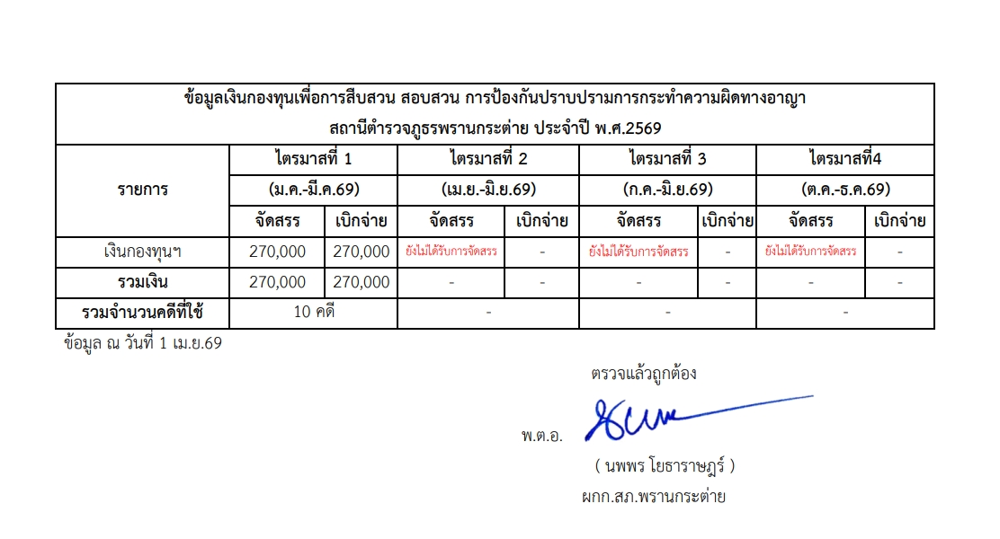 ข้อมูลเงินกองทุนเพื่อการสืบสวน สอบสวน การป้องกันปราบปรามการกระทำความผิดทางอาญา
สถานีตำรวจภูธรพรานกระต่าย ประจำปี พ.ศ.2569
รายการ ไตรมาสที่ 1 ไตรมาสที่ 2 ไตรมาสที่ 3 ไตรมาสที่4
(ม.ค.-มี.ค.69) (เม.ย.-มิ.ย.69) (ก.ค.-มิ.ย.69) (ต.ค.-ธ.ค.69)
จัดสรร เบิกจ่าย จัดสรร เบิกจ่าย จัดสรร เบิกจ่าย จัดสรร เบิกจ่าย
เงินกองทุนฯ 270,000 270,000 ยังไม่ได้รับการจัดสรร - ยังไม่ได้รับการจัดสรร - ยังไม่ได้รับการจัดสรร -
รวมเงิน 270,000 270,000 - - - - - -
รวมจำนวนคดีที่ใช้ 10 คดี - - -
ข้อมูล ณ วันที่ 1 เม.ย.69
ตรวจแล้วถูกต้อง
พ.ต.อ.
( นพพร โยธาราษฎร์ )
ผกก.สภ.พรานกระต่าย